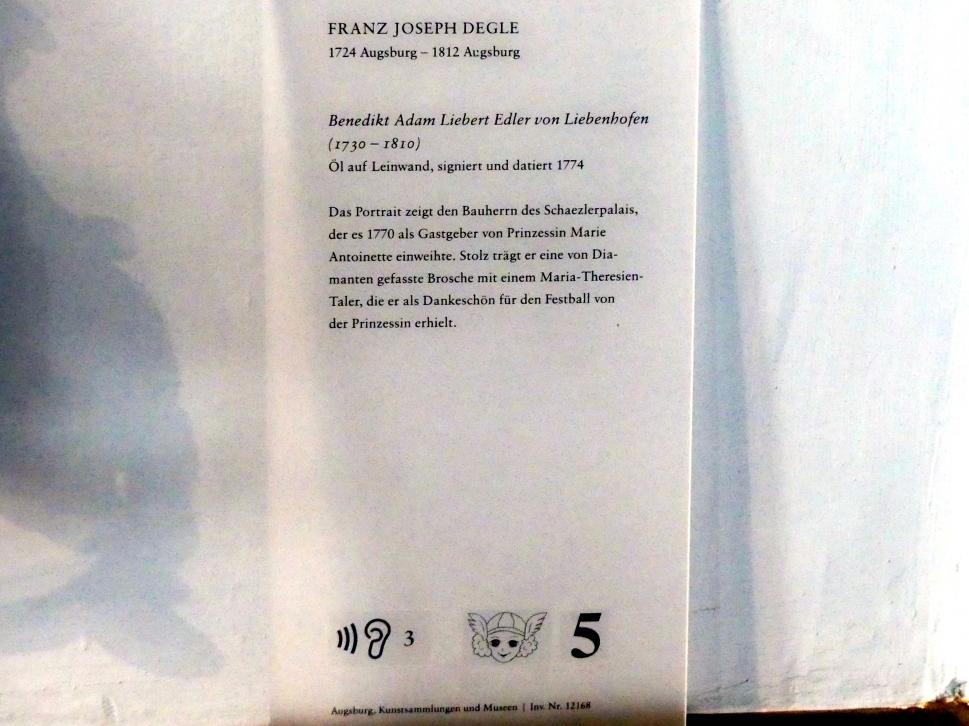 FRANZ JOSEPH DEGLE
1724 Augsburg – 1812 Augsburg
Benedikt Adam Liebert Edler von Liebenhofen
(1730 – 1810)
Öl auf Leinwand, signiert und datiert 1774
Das Portrait zeigt den Bauherrn des Schaezlerpalais,
der es 1770 als Gastgeber von Prinzessin Marie
Antoinette einweihte. Stolz trägt er eine von Dia-
manten gefasste Brosche mit einem Maria-Theresien-
Taler, die er als Dankeschön für den Festball von
der Prinzessin erhielt.
3
5
Augsburg, Kunstsammlungen und Museen | Inv. Nr. 12168